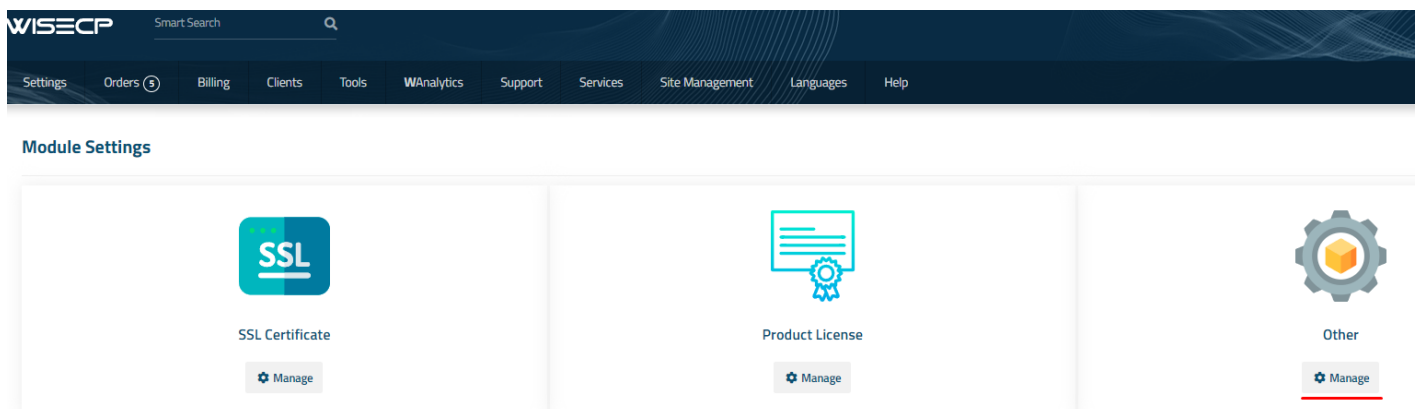 WISECP
Smart Search
Settings Orders 5 Billing Clients Tools WAnalytics Support Services Site Management Languages Help
Module Settings
SSL
SSL Certificate Product License Other
Manage Manage Manage